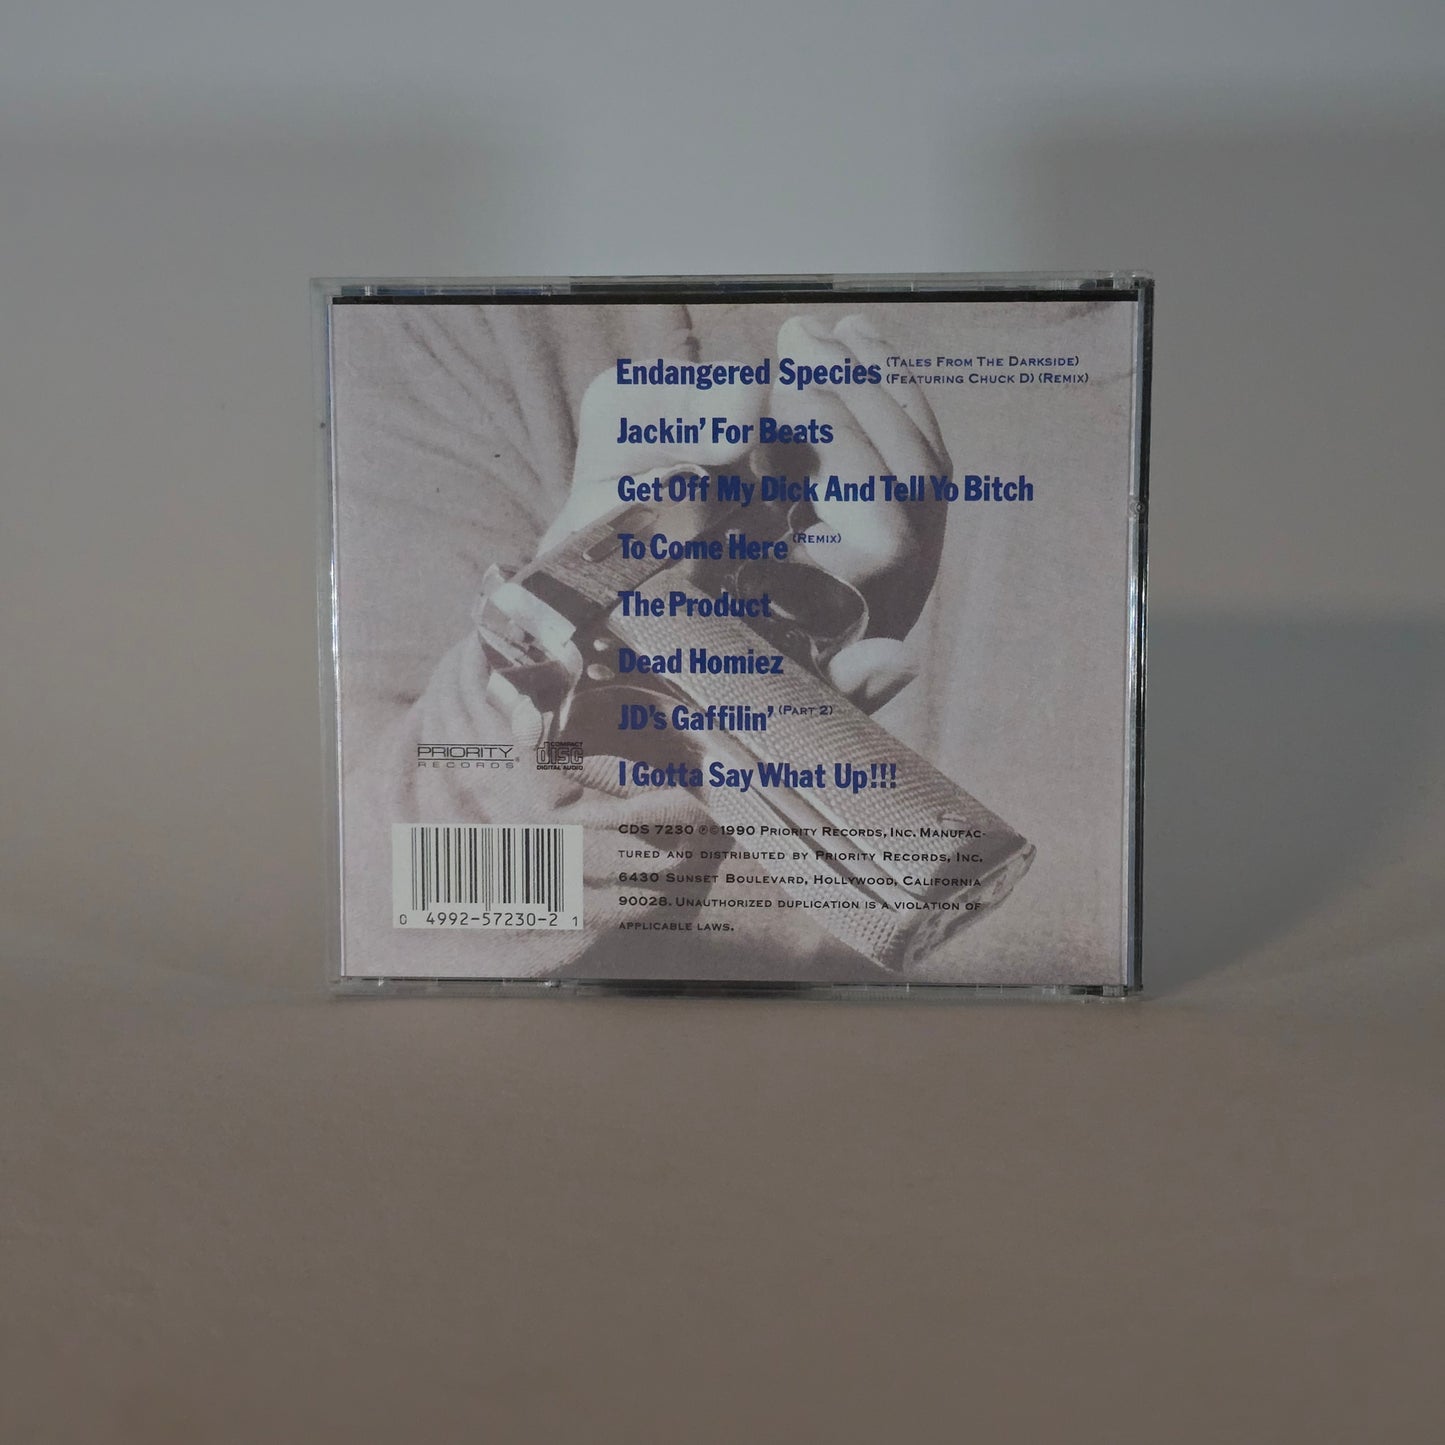 Endangered Species (Tales From The Darkside)
(Featuring Chuck D) (Remix)
Jackin' For Beats
Get Off My Dick And Tell Yo Bitch
To Come Here (Remix)
The Product
Dead Homiez
JD's Gaffilin' (Part 2)
I Gotta Say What Up!!!
PRIORITY
RECORDS
COMPACT
disc
DIGITAL AUDIO
CDS 7230 ℗©1990 Priority Records, Inc. Manufac-
tured and distributed by Priority Records, Inc.
6430 Sunset Boulevard, Hollywood, California
90028. Unauthorized duplication is a violation of
applicable laws.
0 4992-57230-2 1